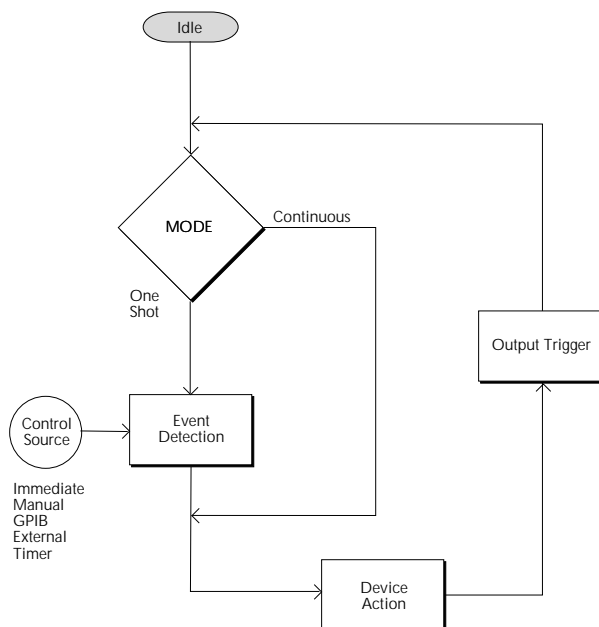 Idle
MODE
Continuous
One
Shot
Output Trigger
Control
Source
Event
Detection
Immediate
Manual
GPIB
External
Timer
Device
Action